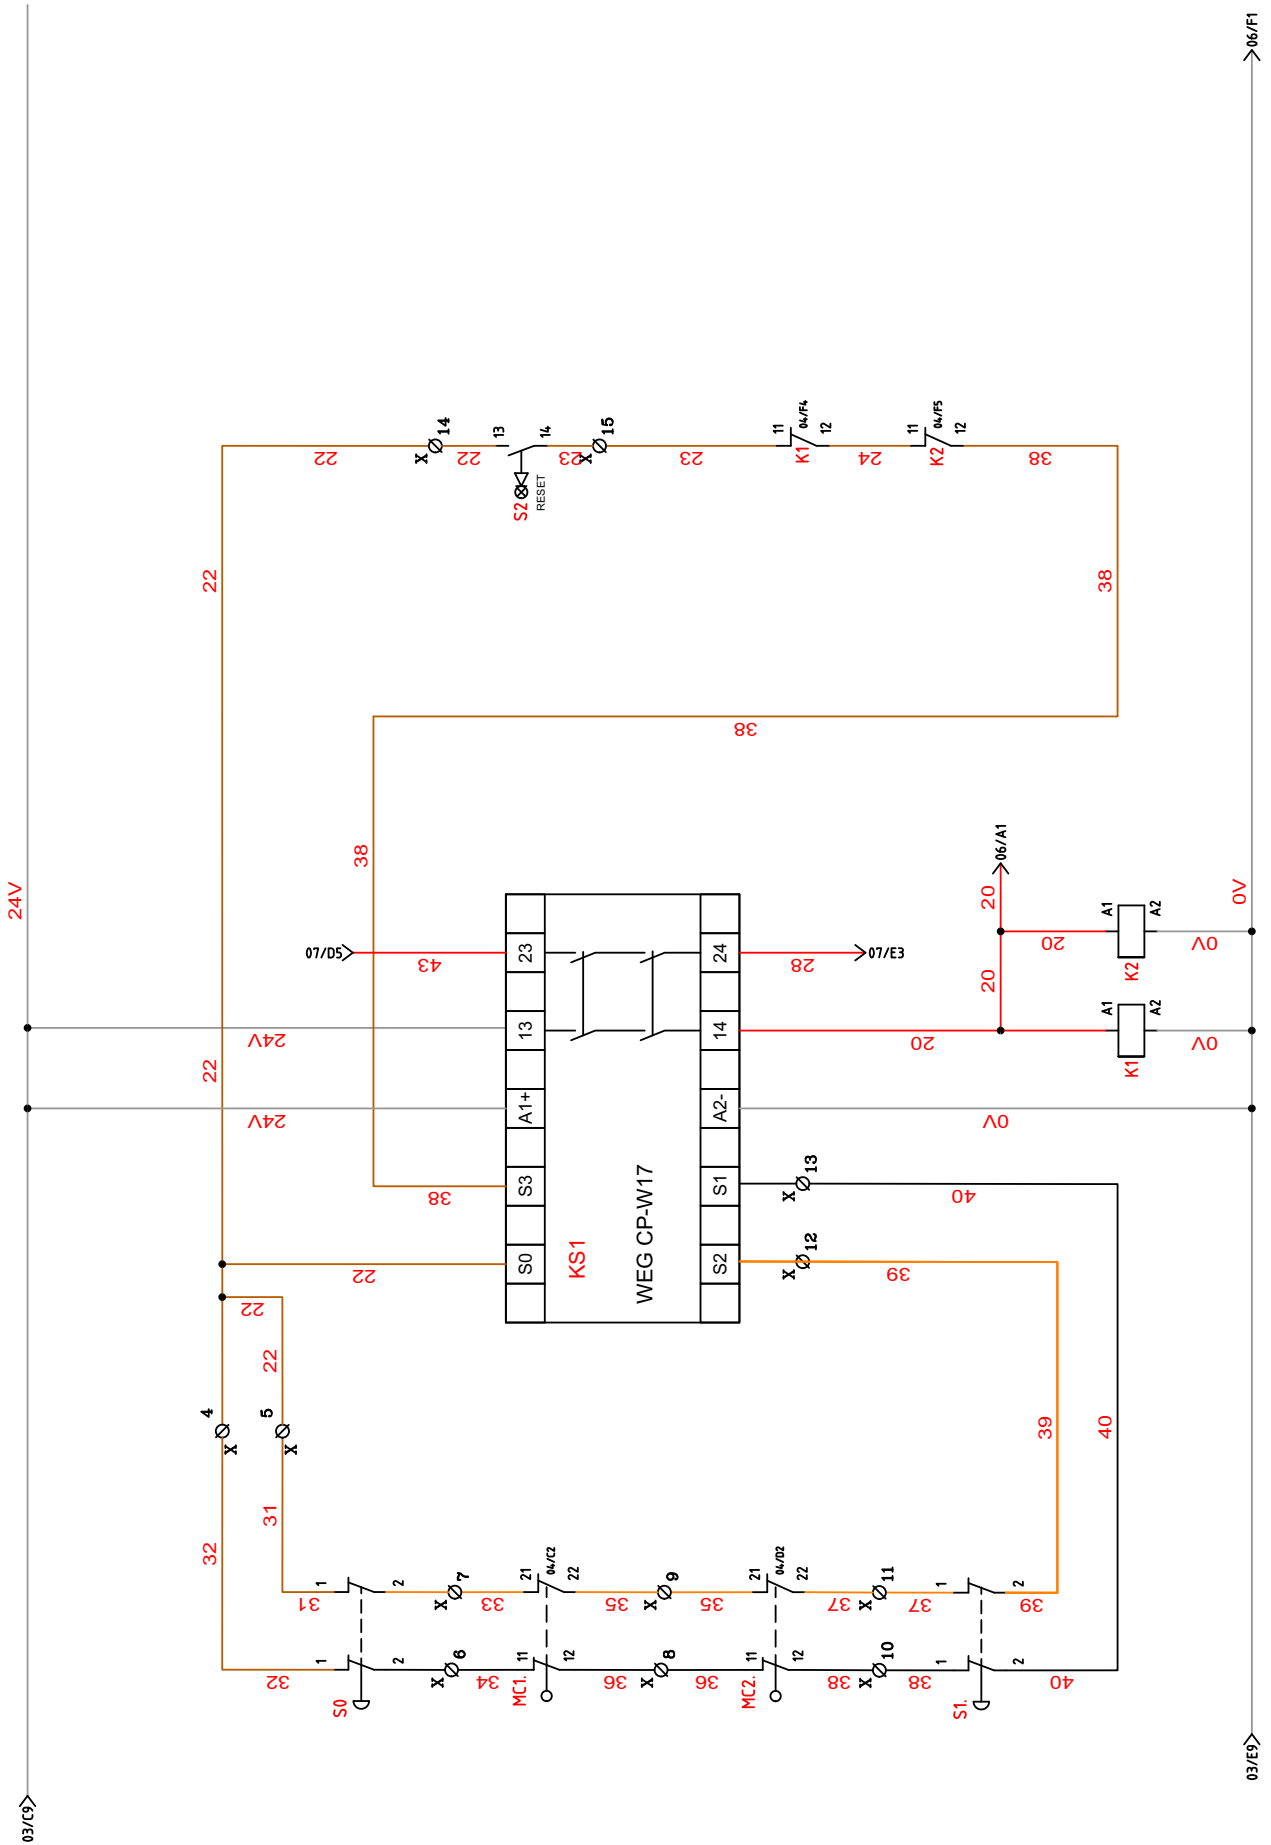 03/C9
24V
06/F1
22
22
22
X
14
22
13
14
S2
RESET
23
X
15
23
11
04/F4
12
K1
24
11
04/F5
12
K2
38
38
38
38
38
24V
24V
07/D5
43
22
22
22
22
4
X
5
X
32
31
23
13
A1+
S3
S0
KS1
WEG CP-W17
24
14
A2-
S1
S2
28
07/E3
20
20
20
06/A1
20
A1
A2
K2
0V
A1
A2
K1
0V
0V
0V
X
13
40
X
12
39
39
40
31
1
2
X
7
33
21
04/C2
22
35
X
9
35
21
04/D2
22
37
X
11
37
1
2
39
32
1
2
S0
X
6
34
11
12
MC1.
36
X
8
36
11
12
MC2.
38
X
10
38
1
2
S1.
40
03/E9